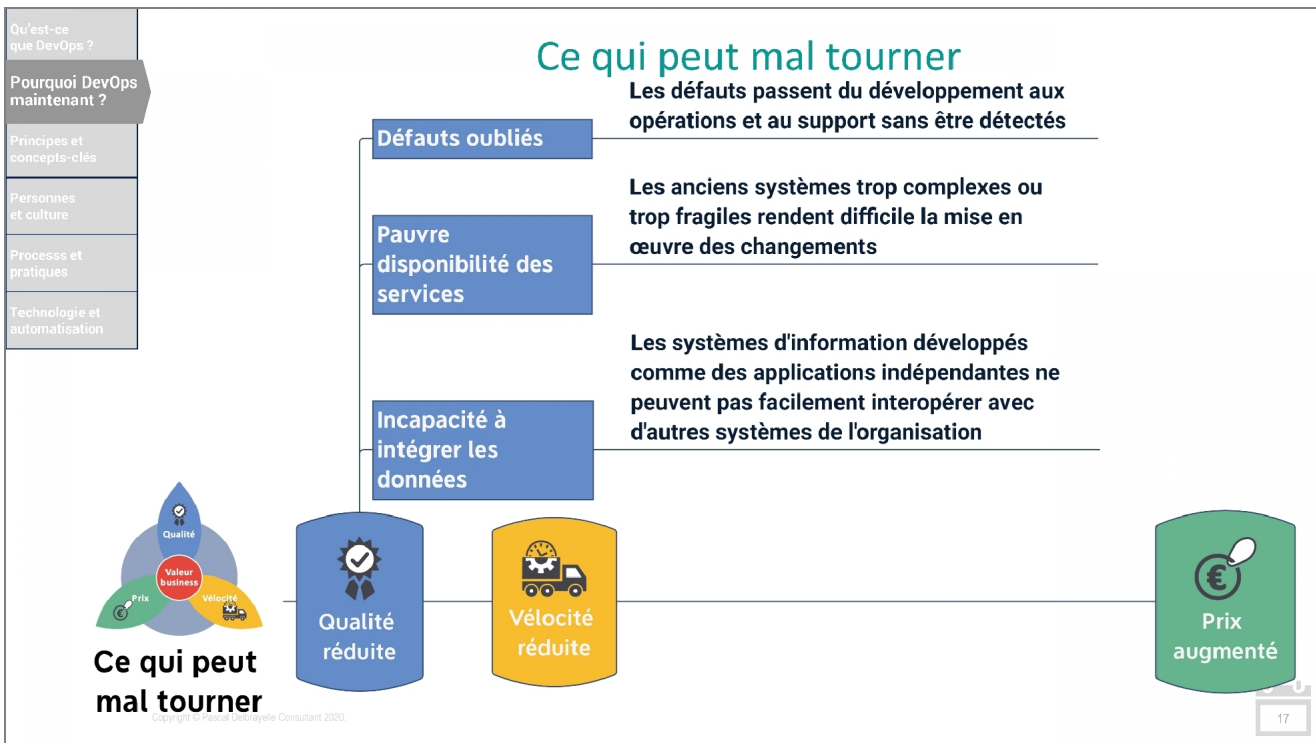 Qu'est-ce
que DevOps ?
Pourquoi DevOps
maintenant ?
Principes et
concepts-clés
Personnes
et culture
Processs et
pratiques
Technologie et
automatisation
Ce qui peut mal tourner
Défauts oubliés
Les défauts passent du développement aux
opérations et au support sans être détectés
Pauvre
disponibilité des
services
Les anciens systèmes trop complexes ou
trop fragiles rendent difficile la mise en
œuvre des changements
Incapacité à
intégrer les
données
Les systèmes d'information développés
comme des applications indépendantes ne
peuvent pas facilement interopérer avec
d'autres systèmes de l'organisation
Qualité
Valeur
business
Prix
Vélocité
Ce qui peut
mal tourner
Qualité
réduite
Vélocité
réduite
Prix
augmenté
Copyright © Pascal Delbrayelle Consultant 2020.
17